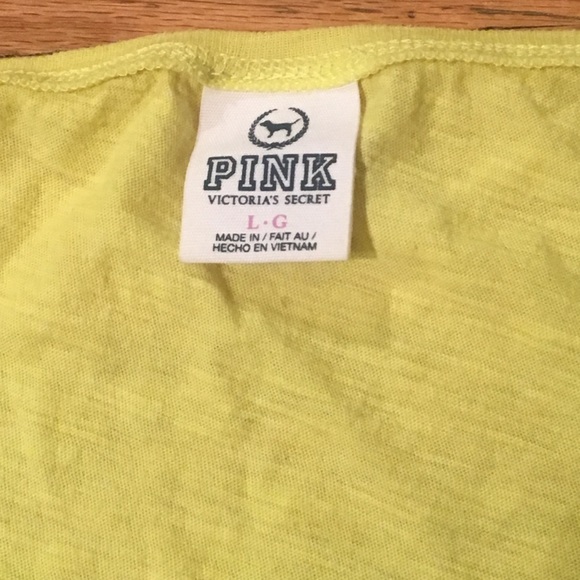 PINK
VICTORIA'S SECRET
L·G
MADE IN / FAIT AU /
HECHO EN VIETNAM